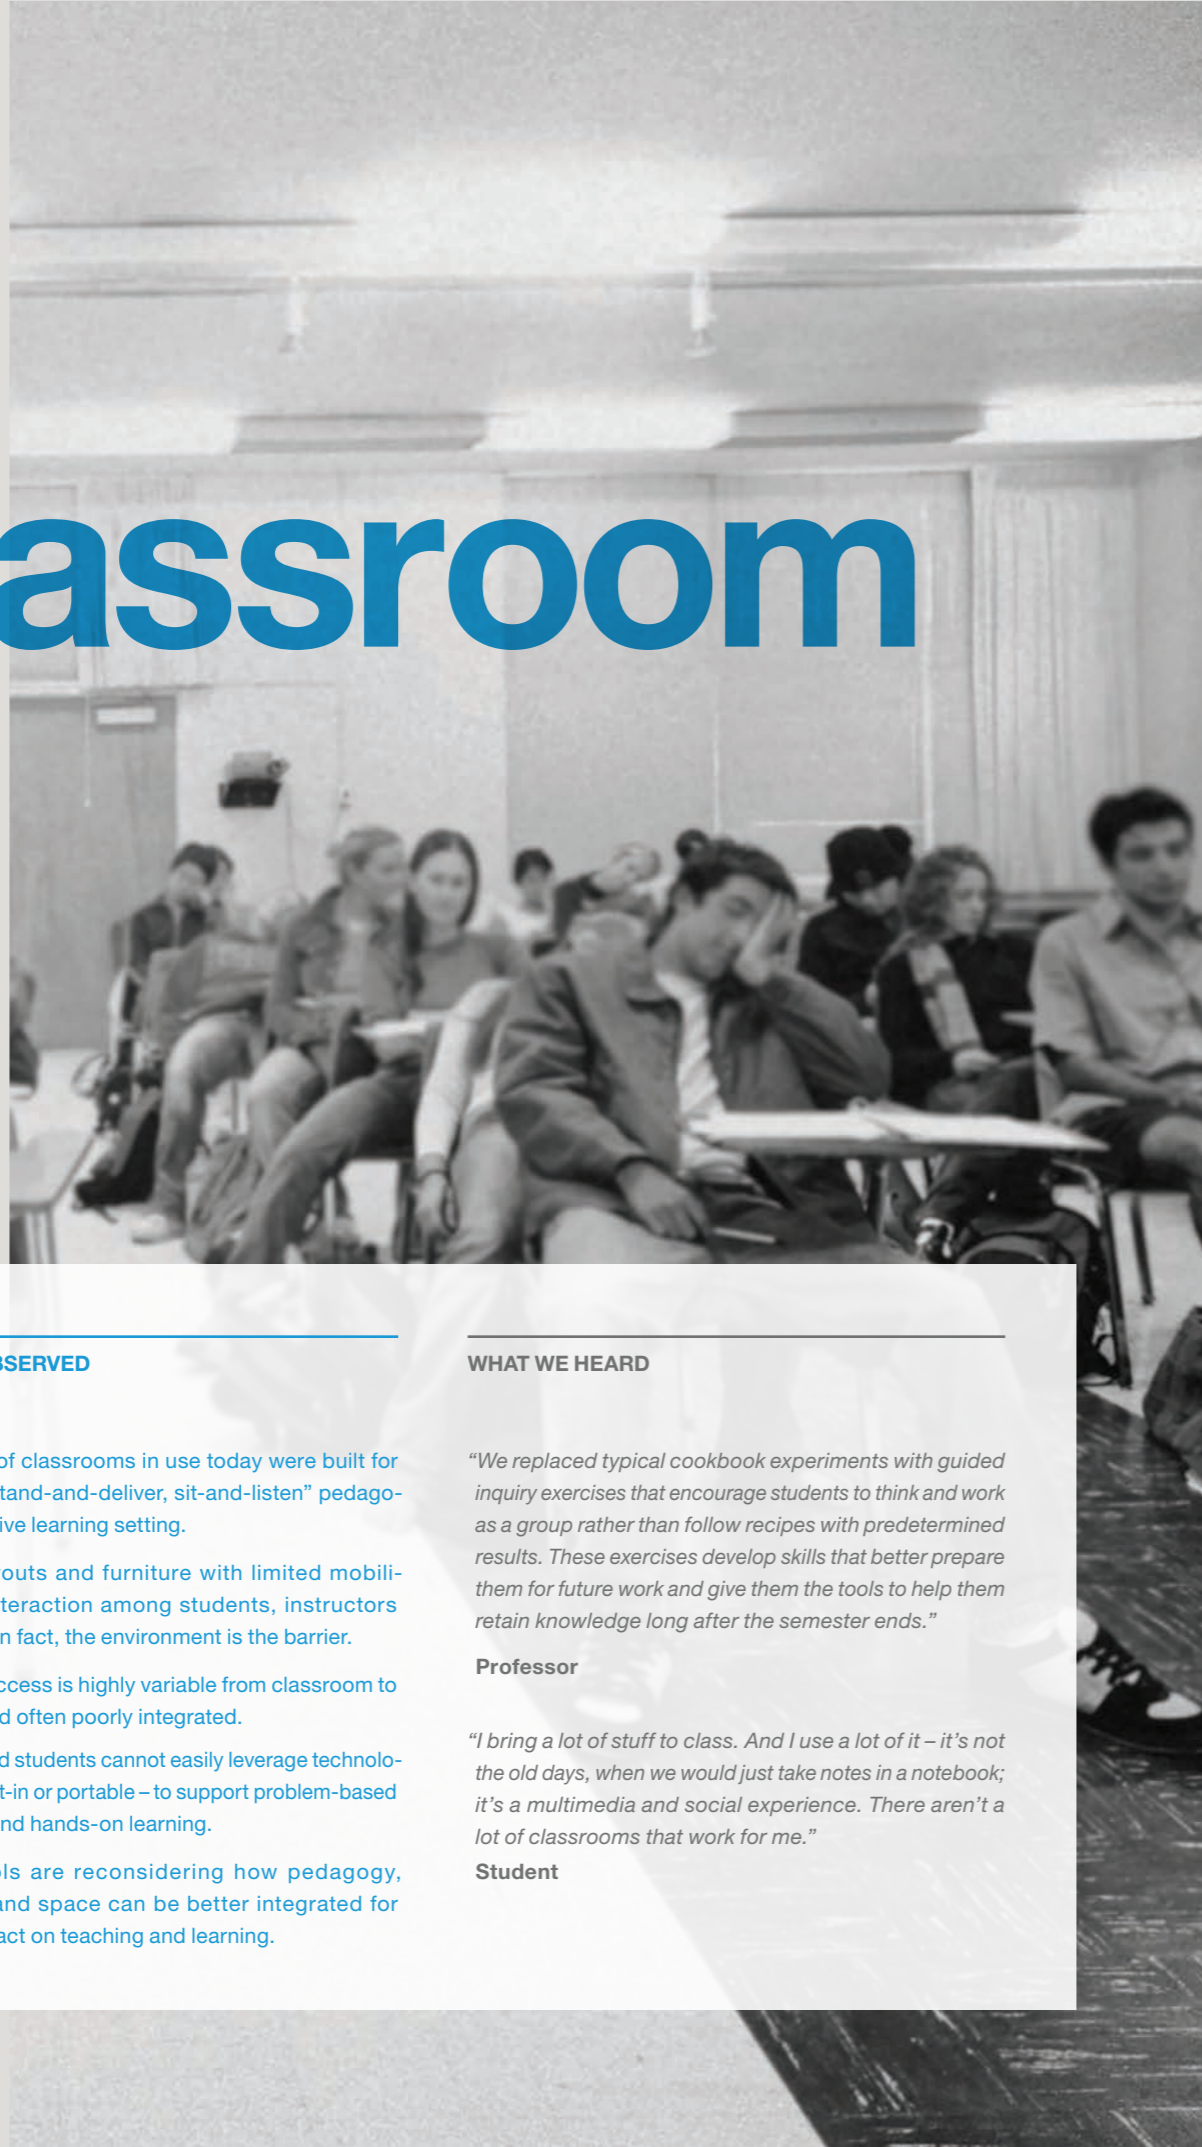 assroom
BSERVED
of classrooms in use today were built for
tand-and-deliver, sit-and-listen” pedago-
ive learning setting.
outs and furniture with limited mobili-
teraction among students, instructors
n fact, the environment is the barrier.
ccess is highly variable from classroom to
d often poorly integrated.
d students cannot easily leverage technolo-
t-in or portable – to support problem-based
nd hands-on learning.
ols are reconsidering how pedagogy,
and space can be better integrated for
act on teaching and learning.
WHAT WE HEARD
“We replaced typical cookbook experiments with guided
inquiry exercises that encourage students to think and work
as a group rather than follow recipes with predetermined
results. These exercises develop skills that better prepare
them for future work and give them the tools to help them
retain knowledge long after the semester ends.”
Professor
“I bring a lot of stuff to class. And I use a lot of it – it’s not
the old days, when we would just take notes in a notebook;
it’s a multimedia and social experience. There aren’t a
lot of classrooms that work for me.”
Student